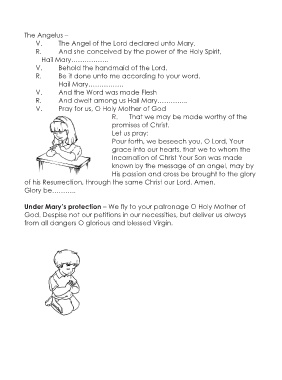 The Angelus –
V. The Angel of the Lord declared unto Mary.
R. And she conceived by the power of the Holy Spirit.
Hail Mary………………
V. Behold the handmaid of the Lord.
R. Be it done unto me according to your word.
Hail Mary……………..
V. And the Word was made Flesh
R. And dwelt among us Hail Mary…………..
V. Pray for us, O Holy Mother of God
R. That we may be made worthy of the
promises of Christ.
Let us pray:
Pour forth, we beseech you, O Lord, Your
grace into our hearts, that we to whom the
Incarnation of Christ Your Son was made
known by the message of an angel, may by
His passion and cross be brought to the glory
of his Resurrection, through the same Christ our Lord. Amen.
Glory be………..
Under Mary's protection – We fly to your patronage O Holy Mother of
God. Despise not our petitions in our necessities, but deliver us always
from all dangers O glorious and blessed Virgin.